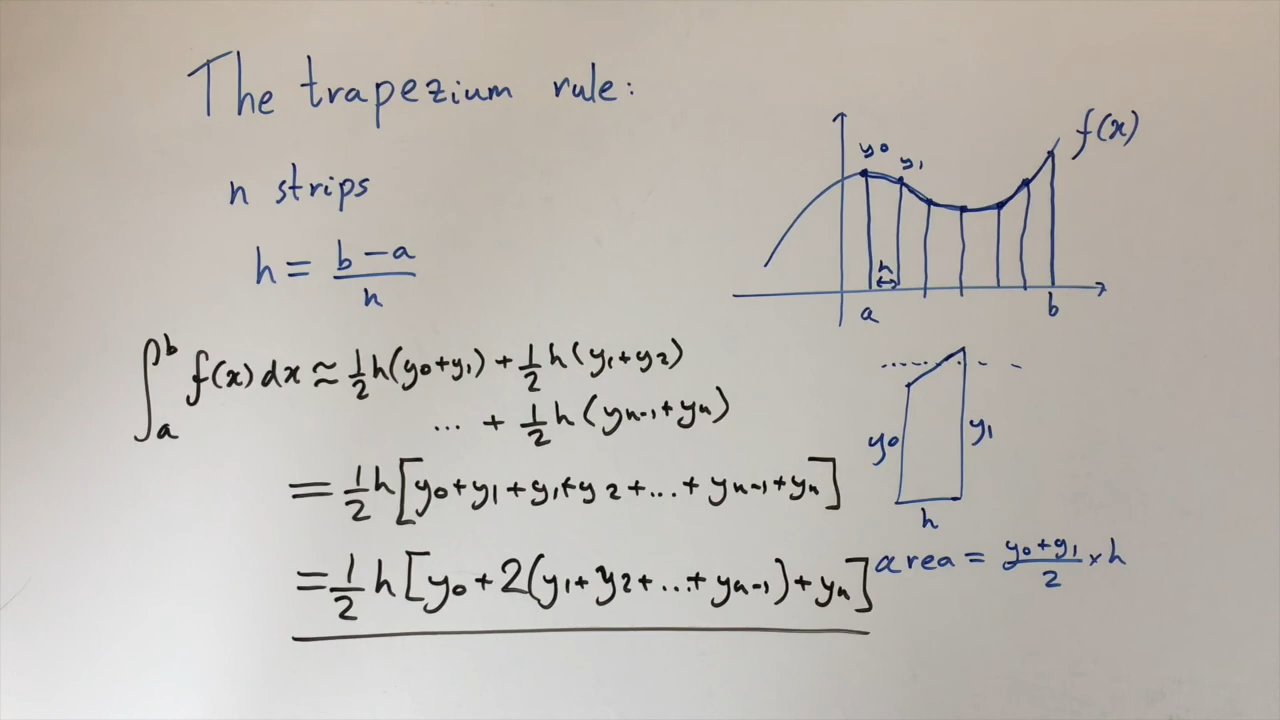 The trapezium rule:
n strips
h = (b - a)/n
∫_a^b f(x) dx ≈ ½h(y₀+y₁) + ½h(y₁+y₂)
... + ½h(yₙ₋₁+yₙ)
= ½h[y₀+y₁+y₁+y₂+...+yₙ₋₁+yₙ]
= ½h[y₀+2(y₁+y₂+...+yₙ₋₁)+yₙ]
f(x)
y₀ y₁
h
a b
y₀ y₁
h
area = (y₀+y₁)/2 × h